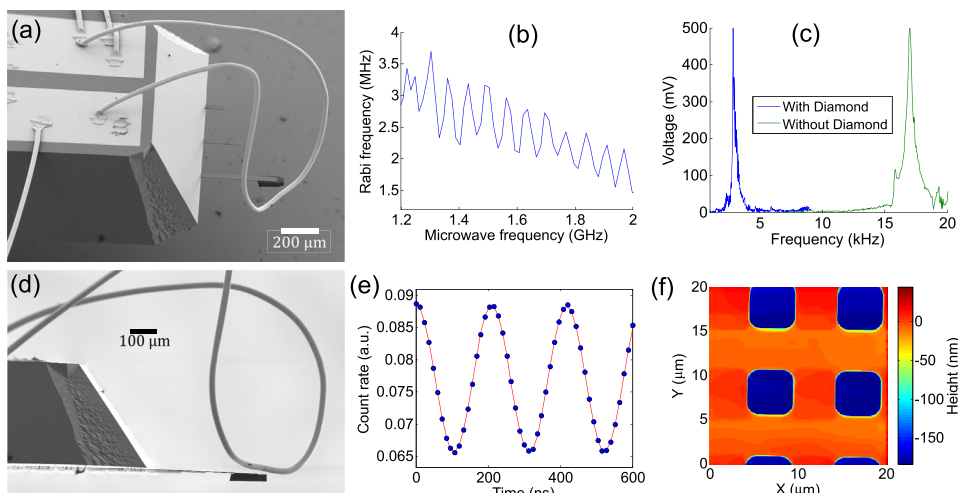 (a)
200 μm
(b)
Rabi frequency (MHz)
4
3.5
3
2.5
2
1.5
1.2
1.4
1.6
1.8
2
Microwave frequency (GHz)
(c)
Voltage (mV)
500
400
300
200
100
0
5
10
15
20
Frequency (kHz)
With Diamond
Without Diamond
(d)
100 μm
(e)
Count rate (a.u.)
0.09
0.085
0.08
0.075
0.07
0.065
0
200
400
600
Time (ns)
(f)
Y (μm)
20
15
10
5
0
0
10
20
X (μm)
0
-50
-100
-150
Height (nm)